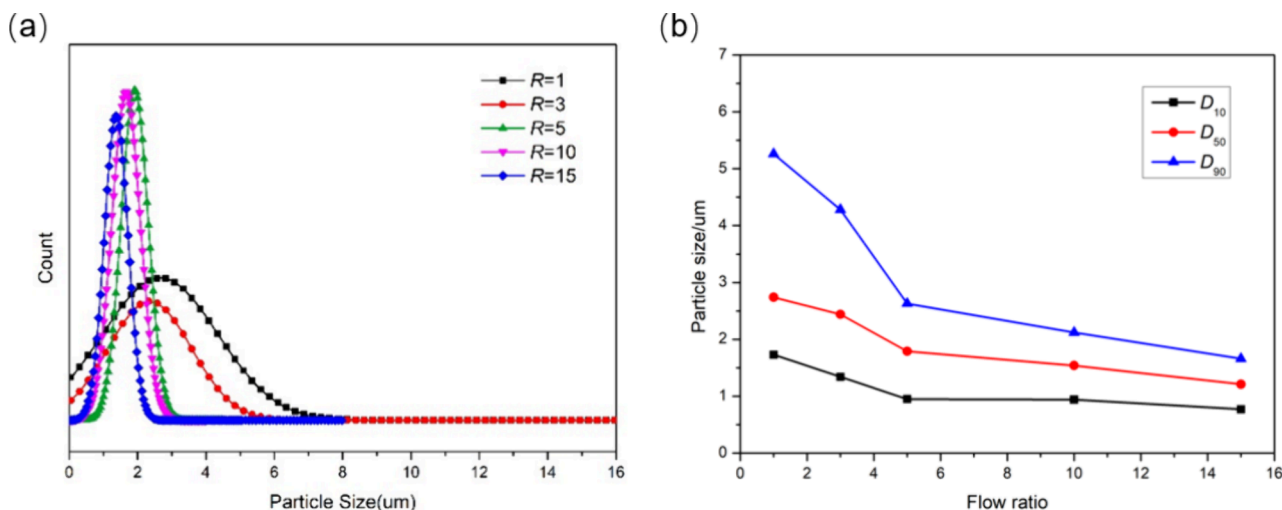 (a)
R=1
R=3
R=5
R=10
R=15
Count
0 2 4 6 8 10 12 14 16
Particle Size(um)
(b)
7
6
5
4
3
2
1
0
D10
D50
D90
Particle size/um
0 2 4 6 8 10 12 14 16
Flow ratio